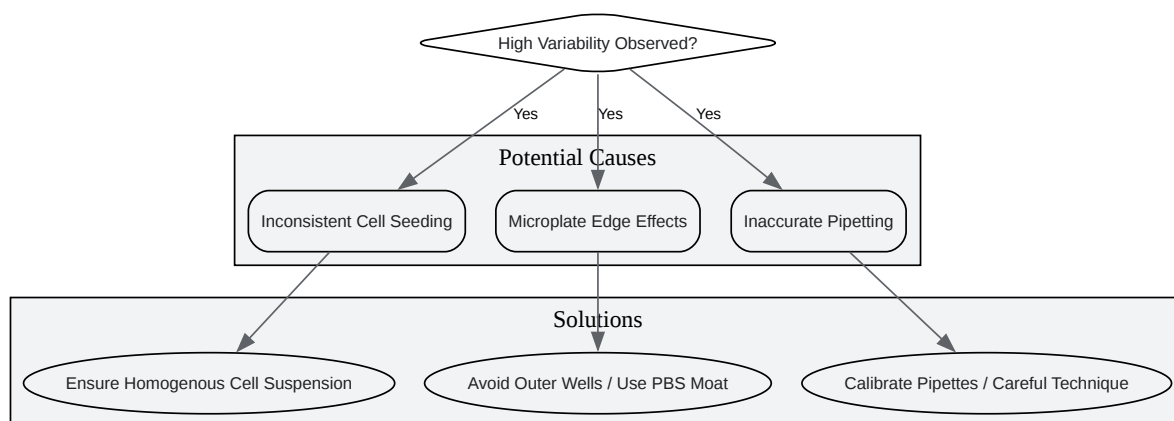 High Variability Observed?
Yes
Yes
Yes
Potential Causes
Inconsistent Cell Seeding
Microplate Edge Effects
Inaccurate Pipetting
Solutions
Ensure Homogenous Cell Suspension
Avoid Outer Wells / Use PBS Moat
Calibrate Pipettes / Careful Technique